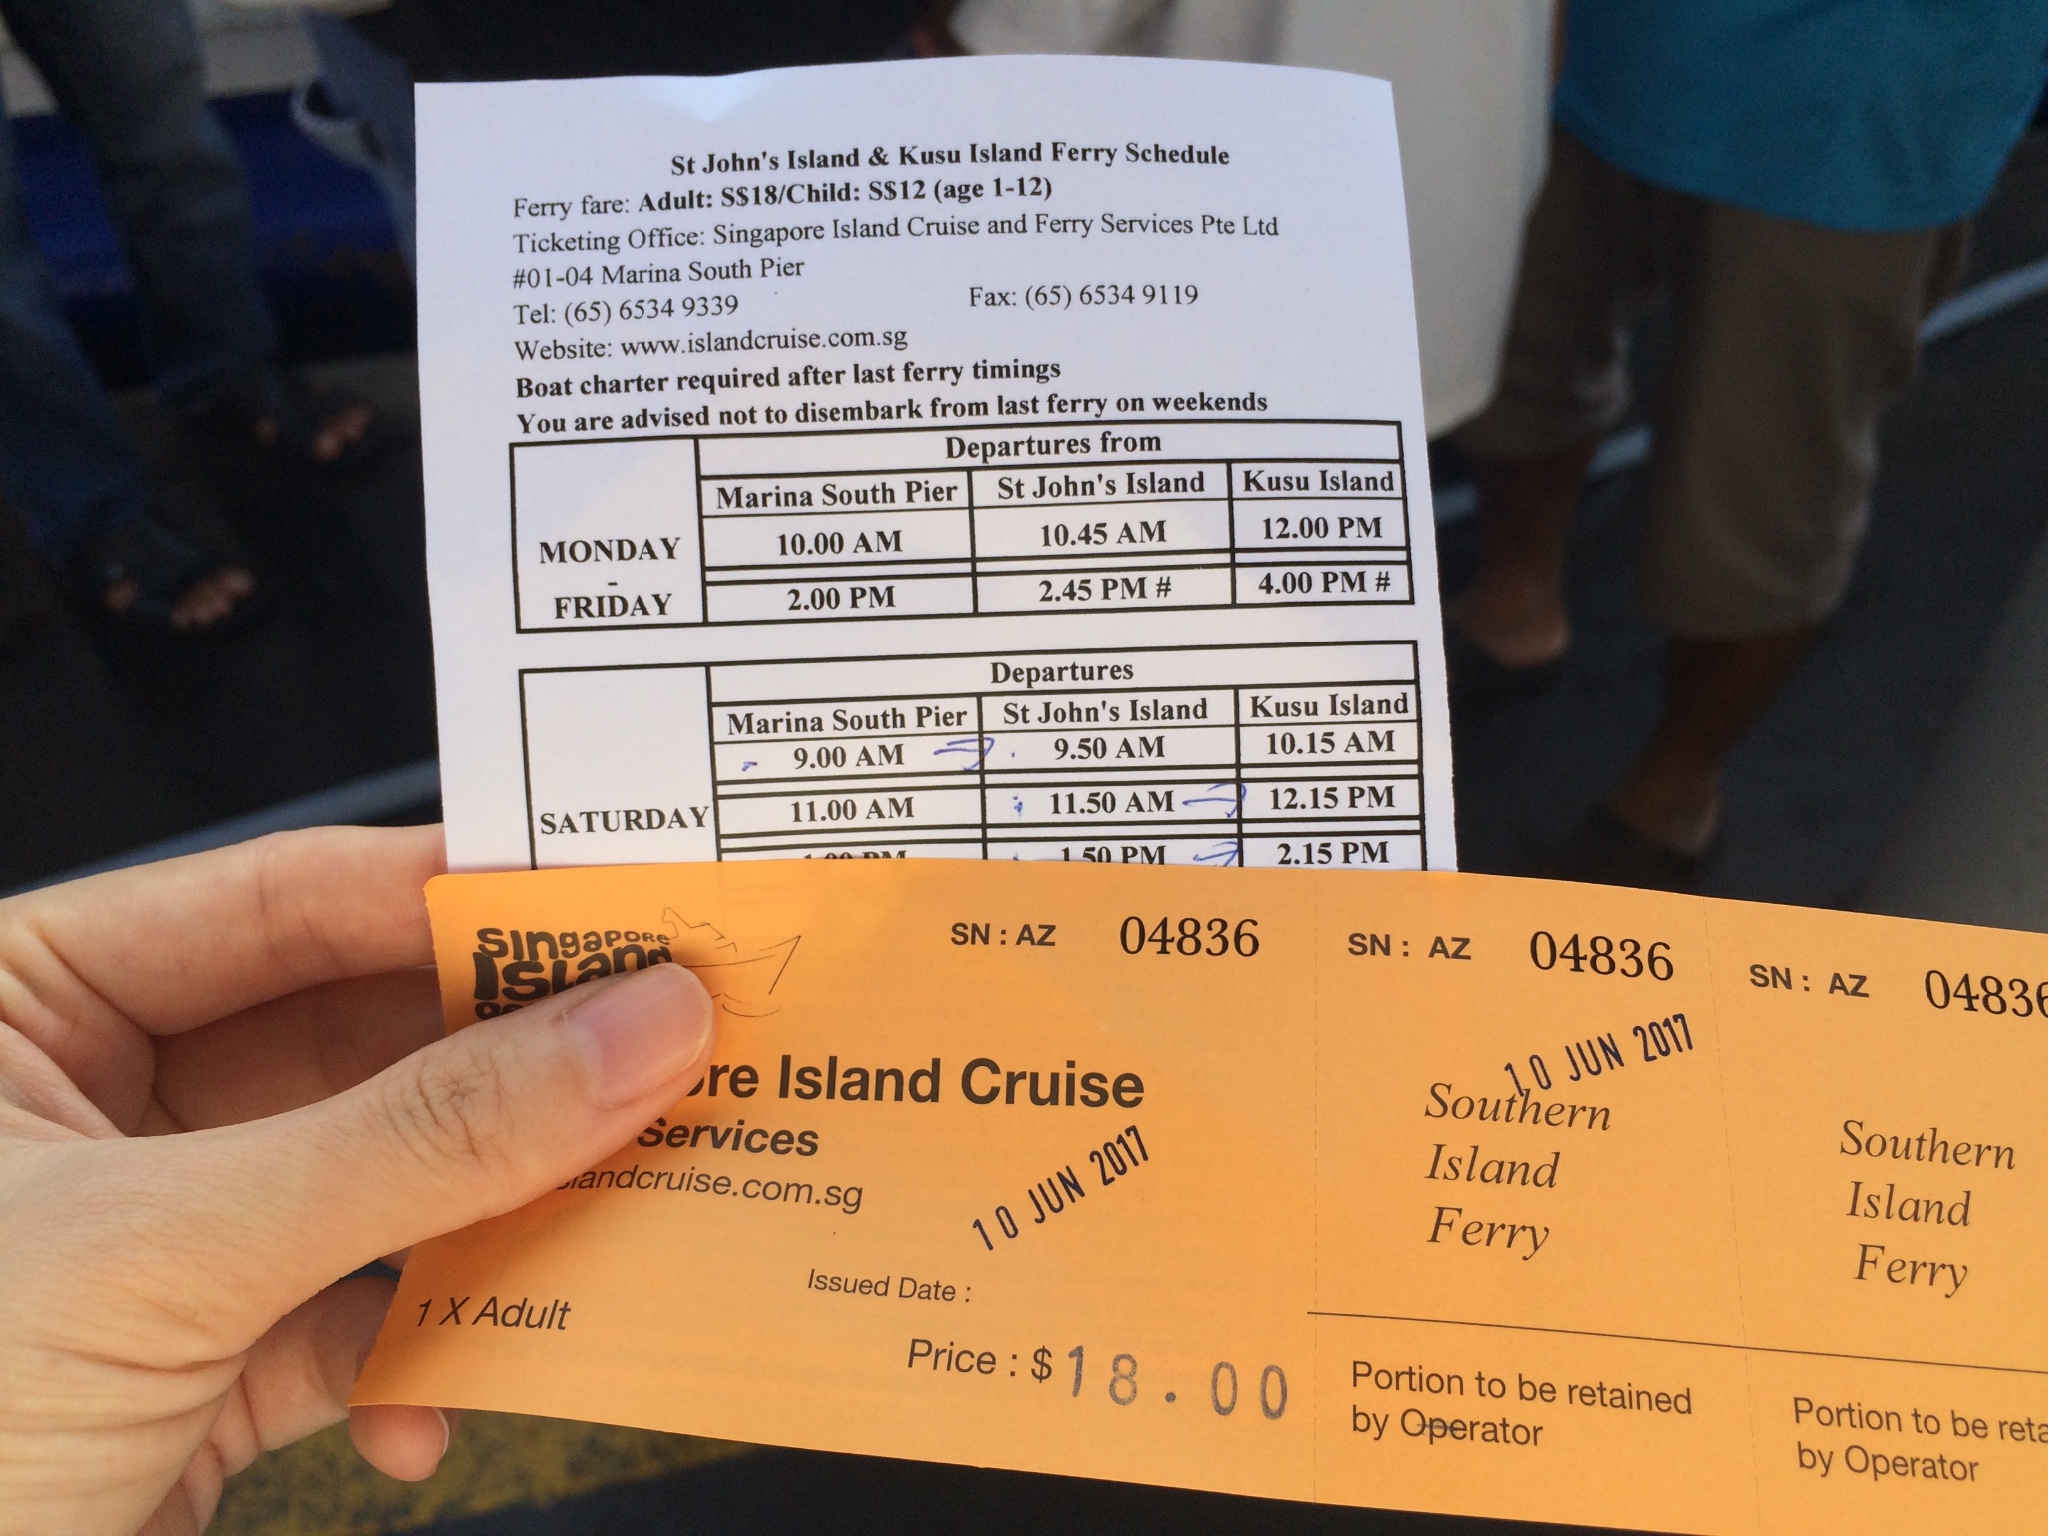 St John's Island & Kusu Island Ferry Schedule
Ferry fare: Adult: S$18/Child: S$12 (age 1-12)
Ticketing Office: Singapore Island Cruise and Ferry Services Pte Ltd
#01-04 Marina South Pier
Tel: (65) 6534 9339 Fax: (65) 6534 9119
Website: www.islandcruise.com.sg
Boat charter required after last ferry timings
You are advised not to disembark from last ferry on weekends
MONDAY
-
FRIDAY
Departures from
Marina South Pier St John's Island Kusu Island
10.00 AM 10.45 AM 12.00 PM
2.00 PM 2.45 PM # 4.00 PM #
SATURDAY
Departures
Marina South Pier St John's Island Kusu Island
9.00 AM 9.50 AM 10.15 AM
11.00 AM 11.50 AM 12.15 PM
1.50 PM 2.15 PM
Singapore
Island
SN : AZ 04836
re Island Cruise
Services
landcruise.com.sg
10 JUN 2017
Issued Date :
1 X Adult
Price : $ 18.00
SN : AZ 04836
10 JUN 2017
Southern
Island
Ferry
Portion to be retained
by Operator
SN : AZ 04836
Southern
Island
Ferry
Portion to be reta
by Operator